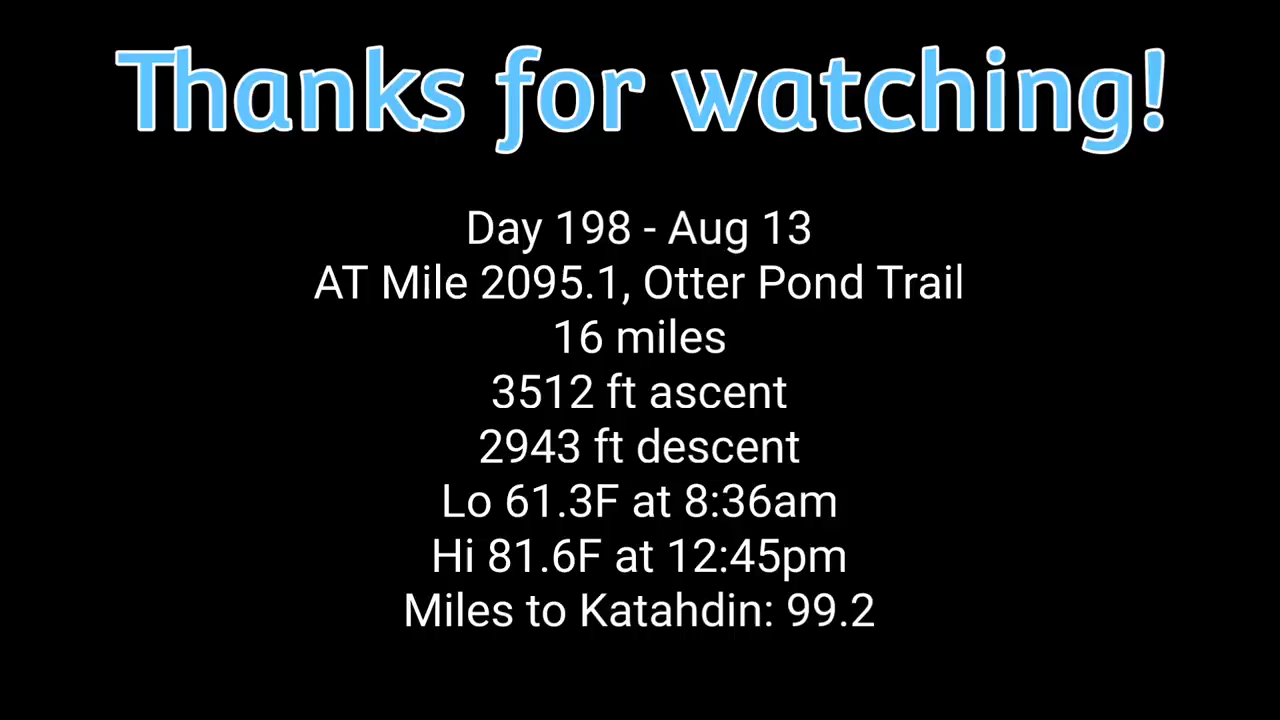 Thanks for watching!
Day 198 - Aug 13
AT Mile 2095.1, Otter Pond Trail
16 miles
3512 ft ascent
2943 ft descent
Lo 61.3F at 8:36am
Hi 81.6F at 12:45pm
Miles to Katahdin: 99.2